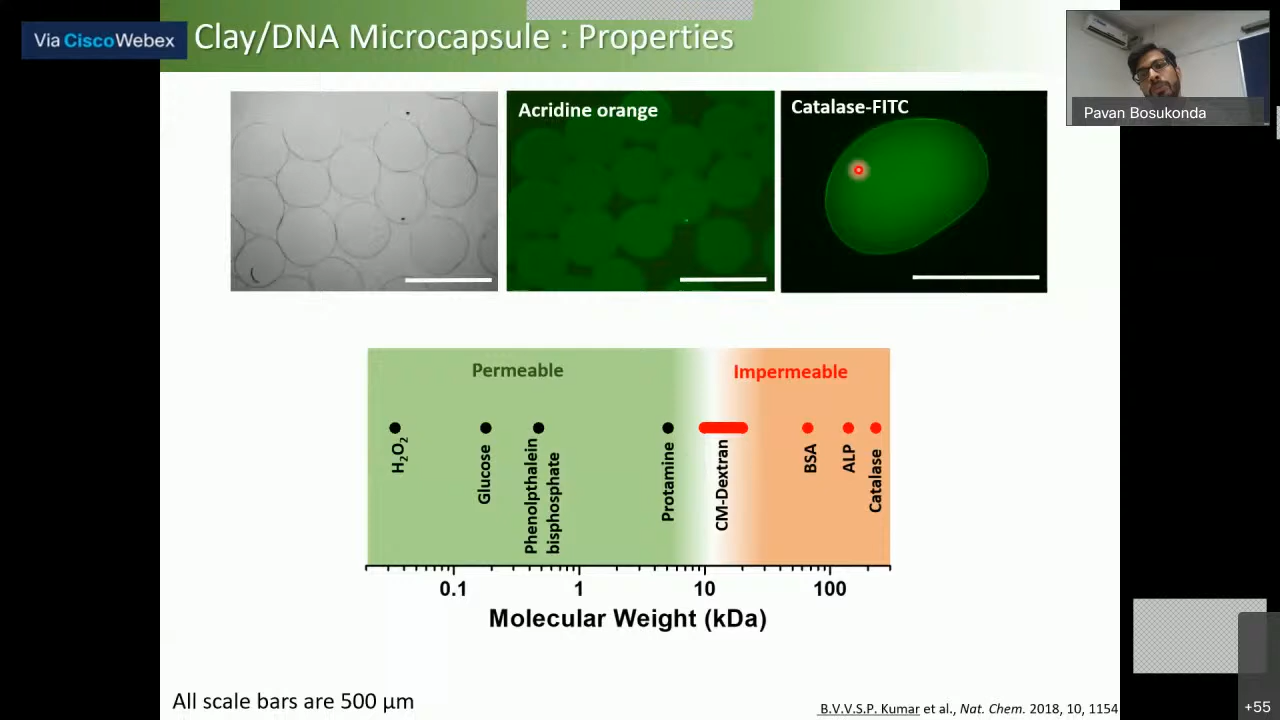 Via Cisco Webex
Clay/DNA Microcapsule : Properties
Pavan Bosukonda
Acridine orange
Catalase-FITC
Permeable
Impermeable
H₂O₂
Glucose
Phenolpthalein
bisphosphate
Protamine
CM-Dextran
BSA
ALP
Catalase
0.1 1 10 100
Molecular Weight (kDa)
All scale bars are 500 µm
B.V.V.S.P. Kumar et al., Nat. Chem. 2018, 10, 1154
+55